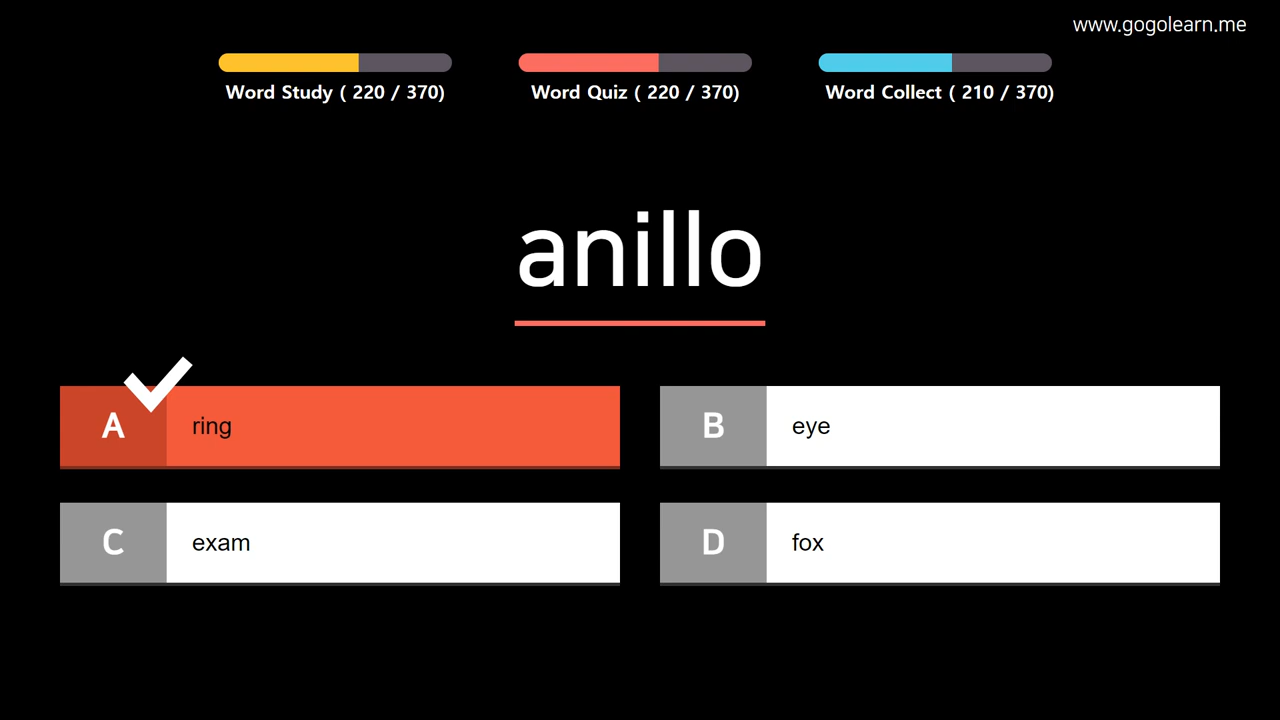 www.gogolearn.me
Word Study ( 220 / 370)
Word Quiz ( 220 / 370)
Word Collect ( 210 / 370)
anillo
A ring
B eye
C exam
D fox